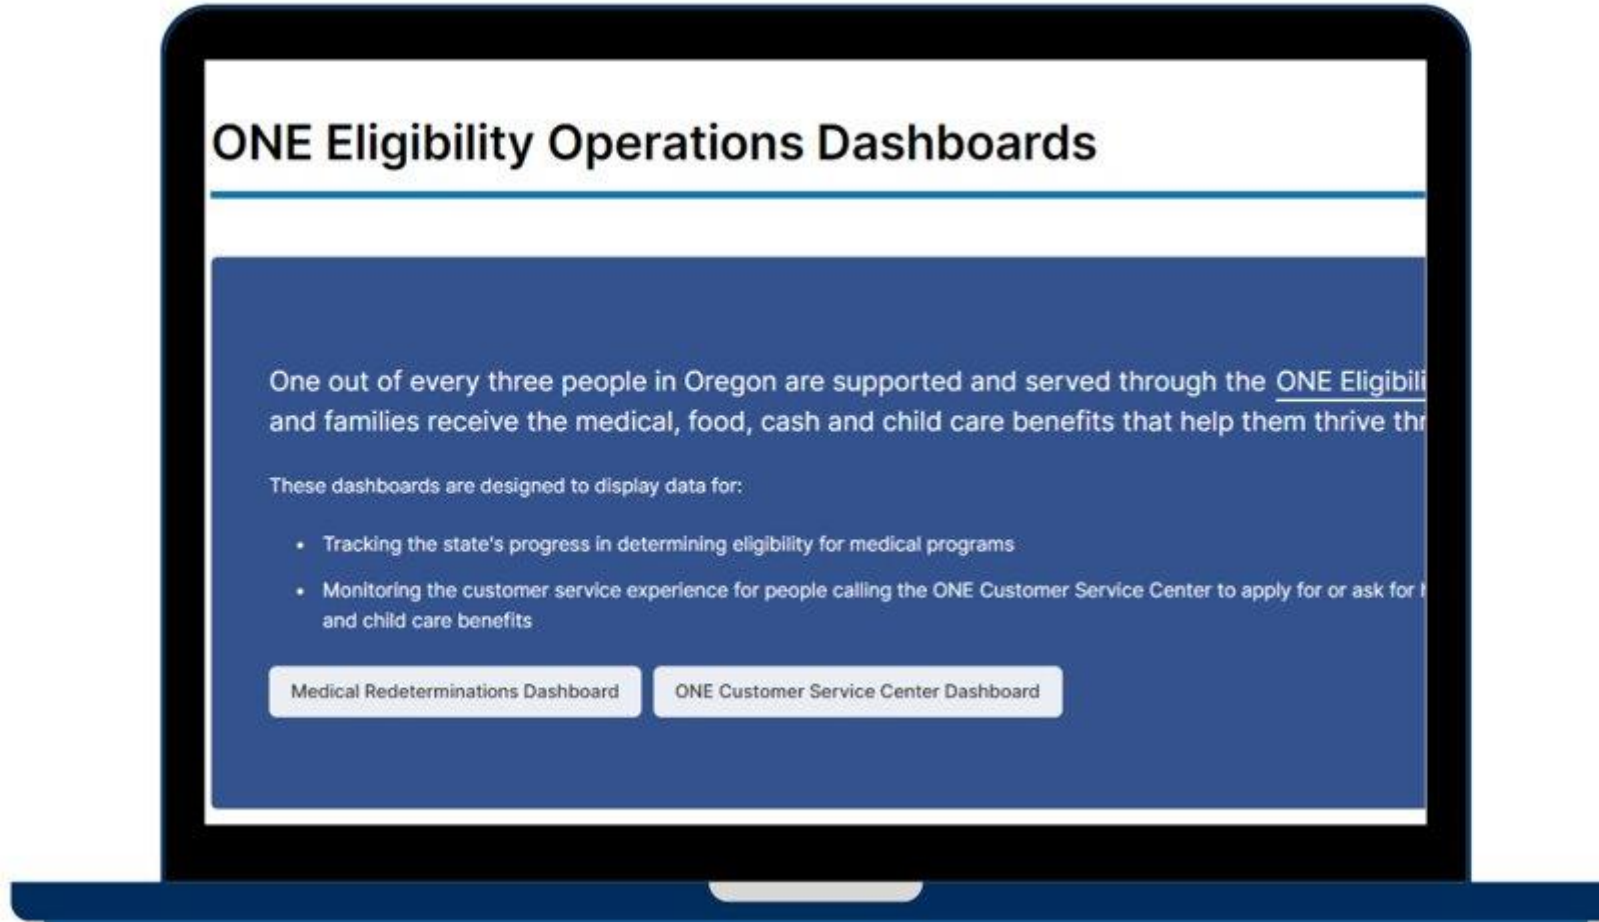 ONE Eligibility Operations Dashboards
One out of every three people in Oregon are supported and served through the ONE Eligibili
and families receive the medical, food, cash and child care benefits that help them thrive thr
These dashboards are designed to display data for:
• Tracking the state's progress in determining eligibility for medical programs
• Monitoring the customer service experience for people calling the ONE Customer Service Center to apply for or ask for h
and child care benefits
Medical Redeterminations Dashboard ONE Customer Service Center Dashboard